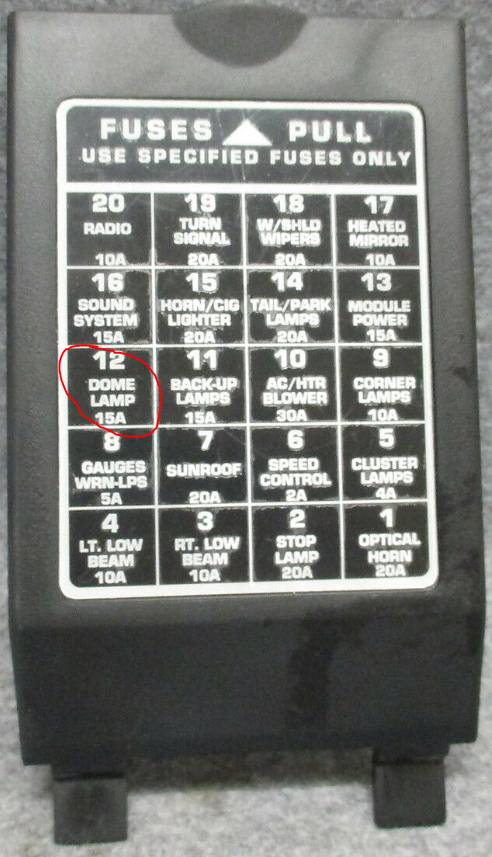 FUSES PULL
USE SPECIFIED FUSES ONLY
20 19 18 17
RADIO TURN SIGNAL W/SHLD WIPERS HEATED MIRROR
10A 20A 20A 10A
16 15 14 13
SOUND SYSTEM HORN/CIG LIGHTER TAIL/PARK LAMPS MODULE POWER
15A 20A 20A 15A
12 11 10 9
DOME LAMP BACK-UP LAMPS AC/HTR BLOWER CORNER LAMPS
15A 15A 30A 10A
8 7 6 5
GAUGES WRN-LPS SUNROOF SPEED CONTROL CLUSTER LAMPS
5A 20A 2A 4A
4 3 2 1
LT. LOW BEAM RT. LOW BEAM STOP LAMP OPTICAL HORN
10A 10A 20A 20A